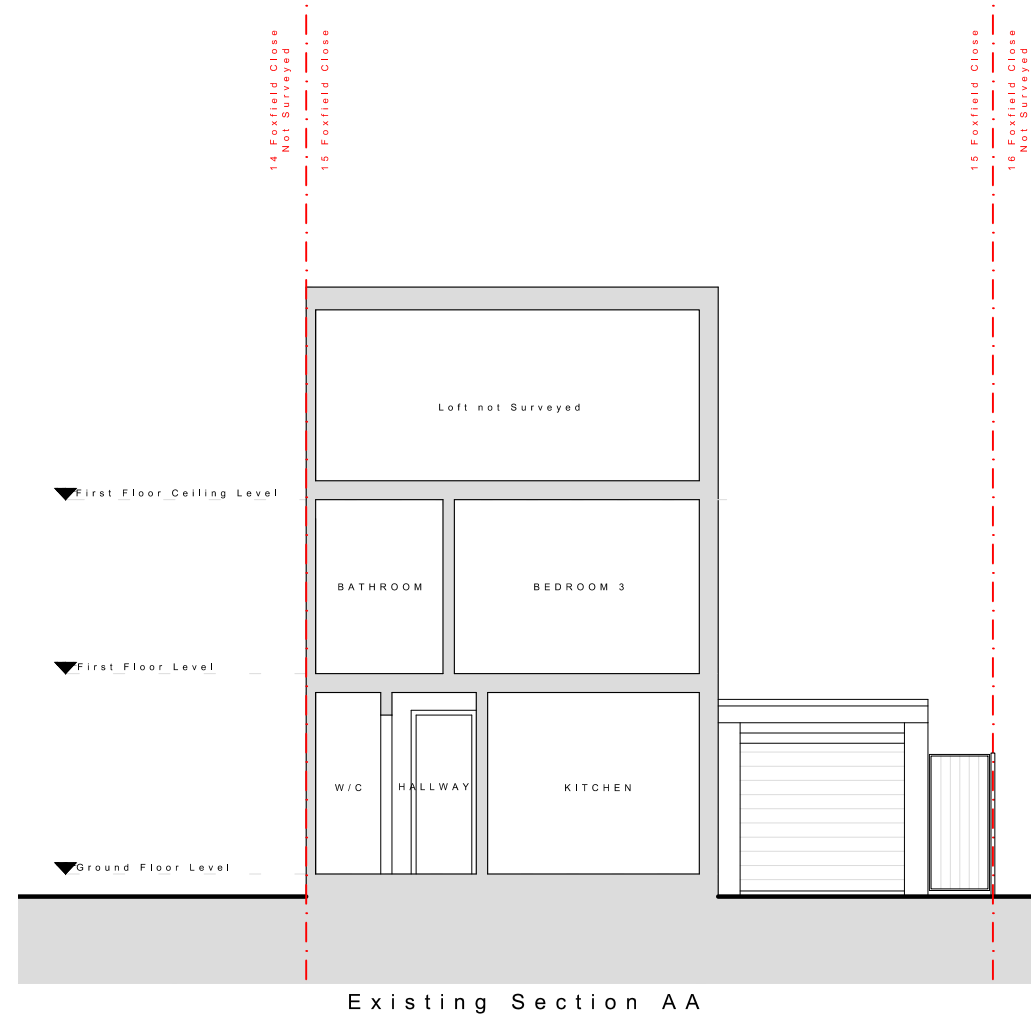 14 Foxfield Close
Not Surveyed
15 Foxfield Close
15 Foxfield Close
16 Foxfield Close
Not Surveyed
Loft not Surveyed
First Floor Ceiling Level
BATHROOM
BEDROOM 3
First Floor Level
W/C
HALLWAY
KITCHEN
Ground Floor Level
Existing Section AA